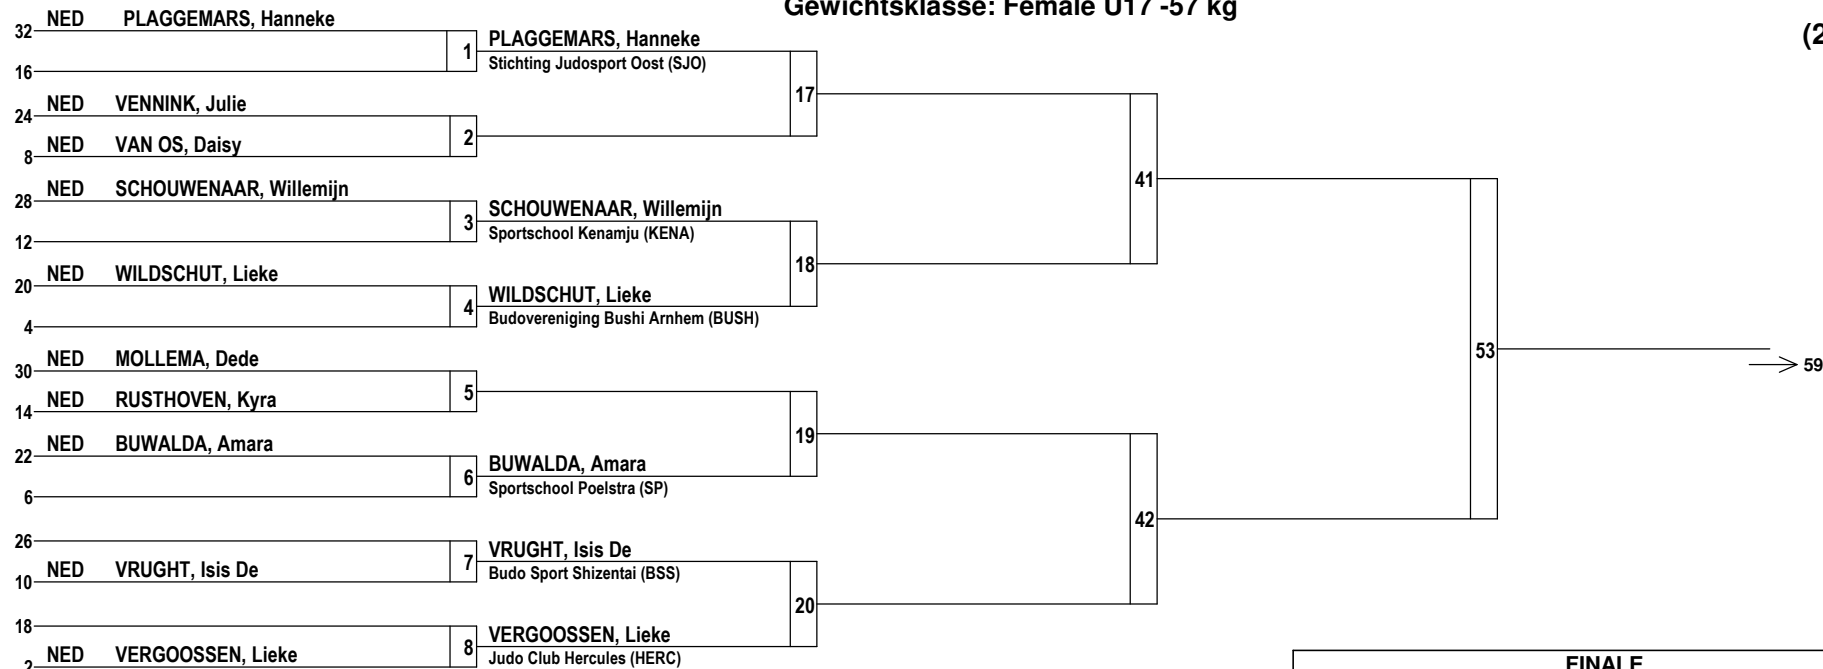 Gewichtsklasse: Female U17 -57 kg
(2
32 NED PLAGGEMARS, Hanneke
1 PLAGGEMARS, Hanneke
Stichting Judosport Oost (SJO)
16
17
24 NED VENNINK, Julie
2
8 NED VAN OS, Daisy
41
28 NED SCHOUWENAAR, Willemijn
3 SCHOUWENAAR, Willemijn
Sportschool Kenamju (KENA)
12
18
20 NED WILDSCHUT, Lieke
4 WILDSCHUT, Lieke
Budovereniging Bushi Arnhem (BUSH)
4
53
59
30 NED MOLLEMA, Dede
5
14 NED RUSTHOVEN, Kyra
19
22 NED BUWALDA, Amara
6 BUWALDA, Amara
Sportschool Poelstra (SP)
6
42
26
7 VRUGHT, Isis De
Budo Sport Shizentai (BSS)
10 NED VRUGHT, Isis De
20
18
8 VERGOOSSEN, Lieke
Judo Club Hercules (HERC)
2 NED VERGOOSSEN, Lieke
FINALE